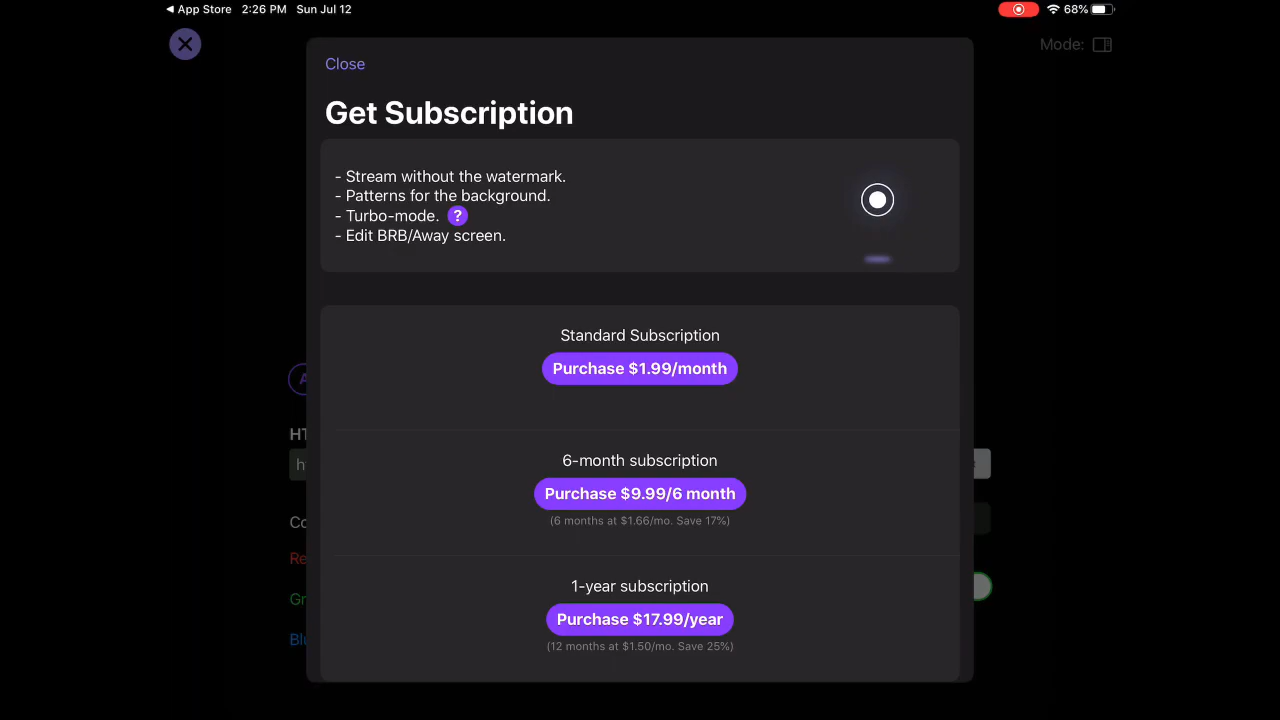 ◀ App Store 2:26 PM Sun Jul 12
68%
Mode:
Close
Get Subscription
- Stream without the watermark.
- Patterns for the background.
- Turbo-mode. ?
- Edit BRB/Away screen.
Standard Subscription
Purchase $1.99/month
6-month subscription
Purchase $9.99/6 month
(6 months at $1.66/mo. Save 17%)
1-year subscription
Purchase $17.99/year
(12 months at $1.50/mo. Save 25%)